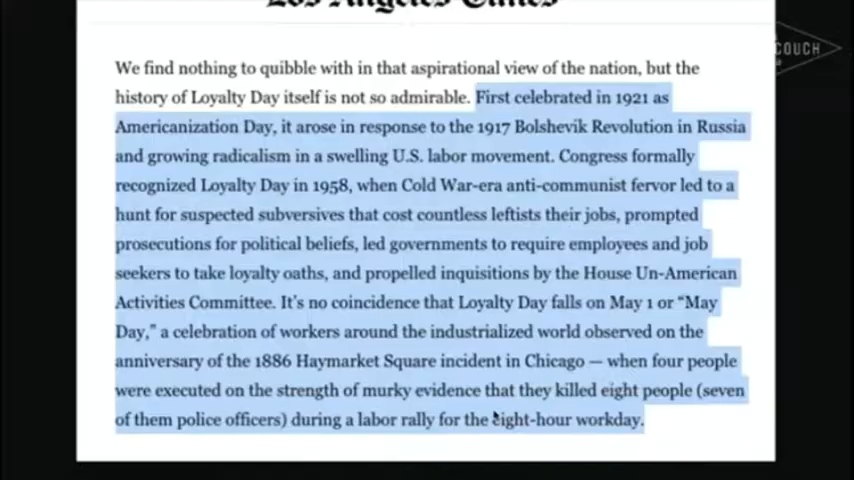 Los Angeles Times
COUCH
We find nothing to quibble with in that aspirational view of the nation, but the
history of Loyalty Day itself is not so admirable. First celebrated in 1921 as
Americanization Day, it arose in response to the 1917 Bolshevik Revolution in Russia
and growing radicalism in a swelling U.S. labor movement. Congress formally
recognized Loyalty Day in 1958, when Cold War-era anti-communist fervor led to a
hunt for suspected subversives that cost countless leftists their jobs, prompted
prosecutions for political beliefs, led governments to require employees and job
seekers to take loyalty oaths, and propelled inquisitions by the House Un-American
Activities Committee. It’s no coincidence that Loyalty Day falls on May 1 or “May
Day,” a celebration of workers around the industrialized world observed on the
anniversary of the 1886 Haymarket Square incident in Chicago — when four people
were executed on the strength of murky evidence that they killed eight people (seven
of them police officers) during a labor rally for the eight-hour workday.